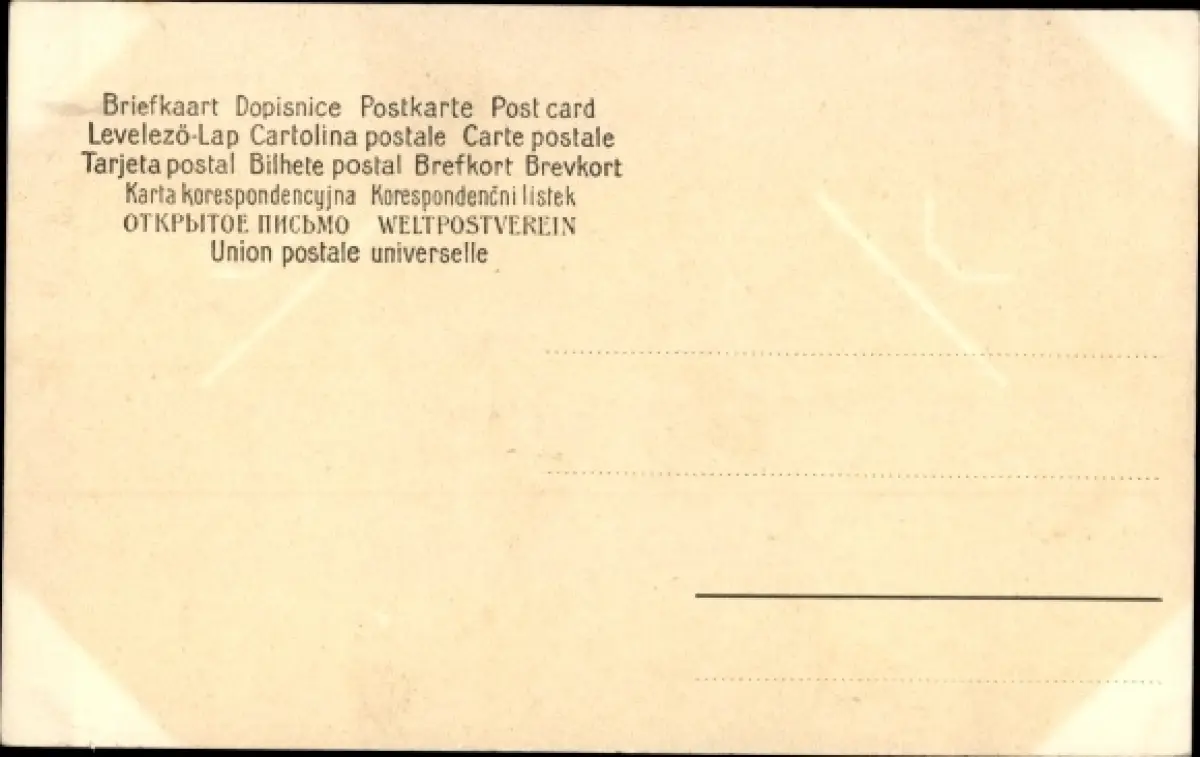 Briefkaart Dopisnice Postkarte Post card
Levelező-Lap Cartolina postale Carte postale
Tarjeta postal Bilhete postal Brefkort Brevkort
Karta korespondencyjna Korespondenčni listek
ОТКРЫТОЕ ПИСЬМО WELTPOSTVEREIN
Union postale universelle